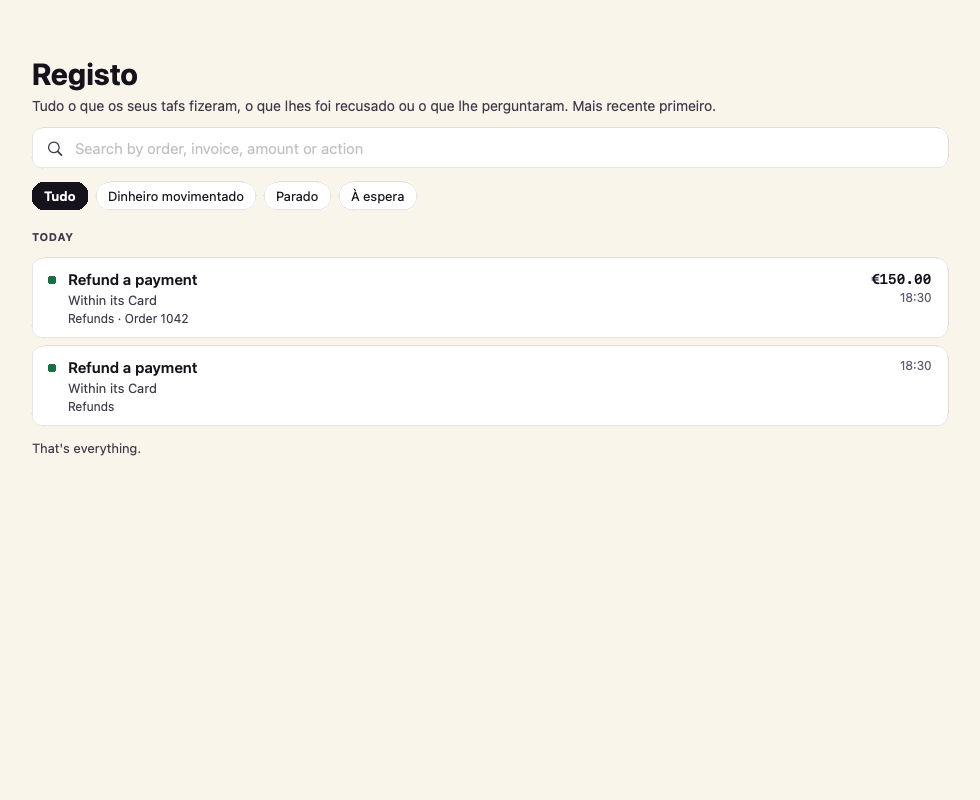 Registo
Tudo o que os seus tafs fizeram, o que lhes foi recusado ou o que lhe perguntaram. Mais recente primeiro.
Search by order, invoice, amount or action
Tudo
Dinheiro movimentado
Parado
À espera
TODAY
Refund a payment
€150.00
Within its Card
18:30
Refunds · Order 1042
Refund a payment
18:30
Within its Card
Refunds
That's everything.